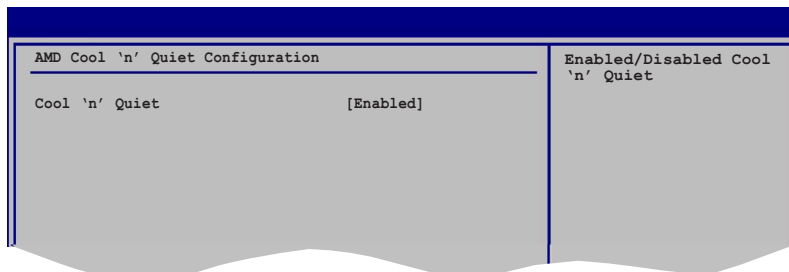 AMD Cool ‘n’ Quiet Configuration
Cool ‘n’ Quiet [Enabled]
Enabled/Disabled Cool
‘n’ Quiet